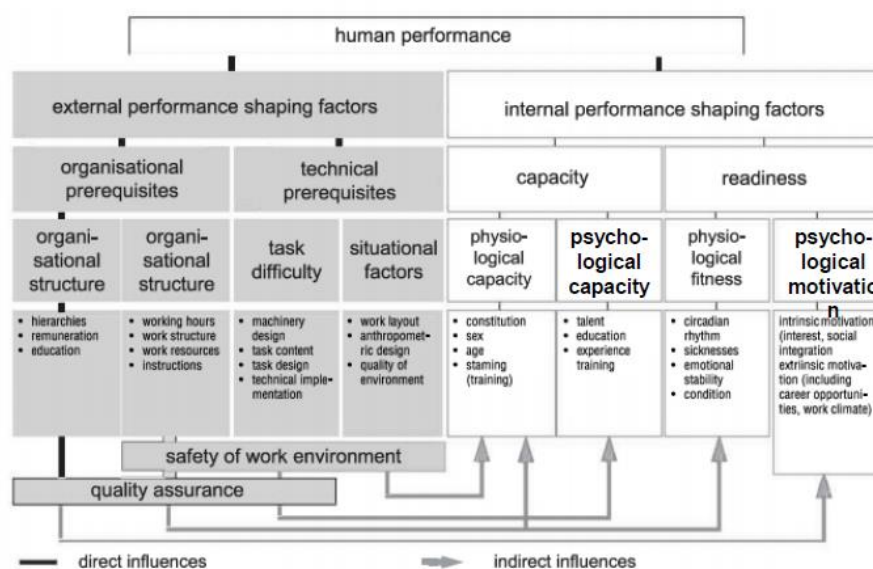 human performance
external performance shaping factors
internal performance shaping factors
organisational
prerequisites
technical
prerequisites
capacity
readiness
organi-
sational
structure
organi-
sational
structure
task
difficulty
situational
factors
physio-
logical
capacity
psycho-
logical
capacity
physio-
logical
fitness
psycho-
logical
motivatio
n
• hierarchies
• remuneration
• education
• working hours
• work structure
• work resources
• instructions
• machinery
design
• task content
• task design
• technical imple-
mentation
• work layout
• anthropomet-
ric design
• quality of
environment
• constitution
• sex
• age
• staming
(training)
• talent
• education
• experience
training
• circadian
rhythm
• sicknesses
• emotional
stability
• condition
intrinsic motivation
(interest, social
integration
extriinsic motiva-
tion (including
career opportuni-
ties, work climate)
safety of work environment
quality assurance
direct influences
indirect influences